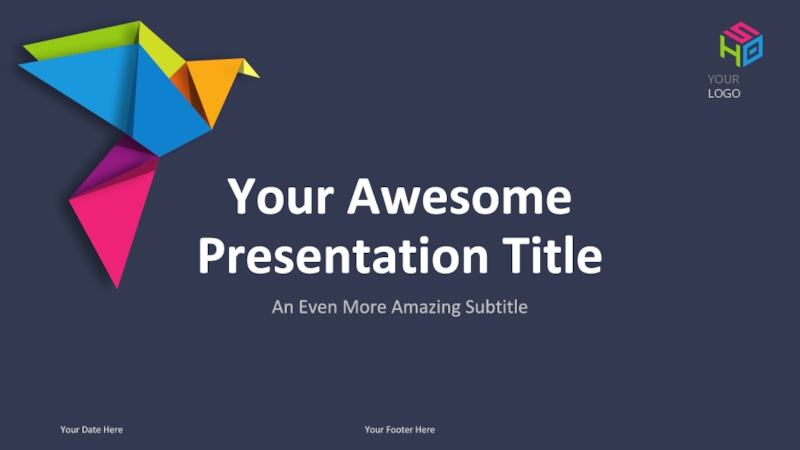 YOUR
LOGO
Your Awesome
Presentation Title
An Even More Amazing Subtitle
Your Date Here
Your Footer Here